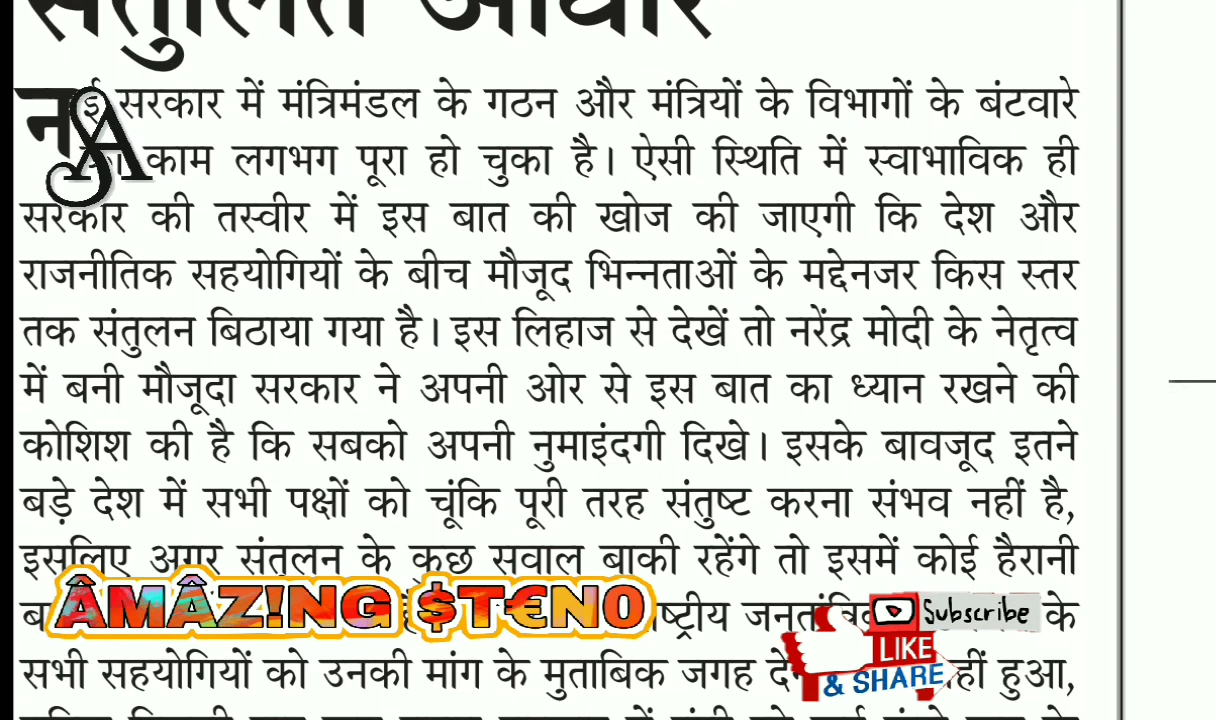 संतुलित आधार
नई सरकार में मंत्रिमंडल के गठन और मंत्रियों के विभागों के बंटवारे
काम लगभग पूरा हो चुका है। ऐसी स्थिति में स्वाभाविक ही
सरकार की तस्वीर में इस बात की खोज की जाएगी कि देश और
राजनीतिक सहयोगियों के बीच मौजूद भिन्नताओं के मद्देनजर किस स्तर
तक संतुलन बिठाया गया है। इस लिहाज से देखें तो नरेंद्र मोदी के नेतृत्व
में बनी मौजूदा सरकार ने अपनी ओर से इस बात का ध्यान रखने की
कोशिश की है कि सबको अपनी नुमाइंदगी दिखे। इसके बावजूद इतने
बड़े देश में सभी पक्षों को चूंकि पूरी तरह संतुष्ट करना संभव नहीं है,
इसलिए अगर संतुलन के कुछ सवाल बाकी रहेंगे तो इसमें कोई हैरानी
के
सभी सहयोगियों को उनकी मांग के मुताबिक जगह हुआ,
SA
ÂMÂZ!NG $T€NO
Subscribe
LIKE
& SHARE